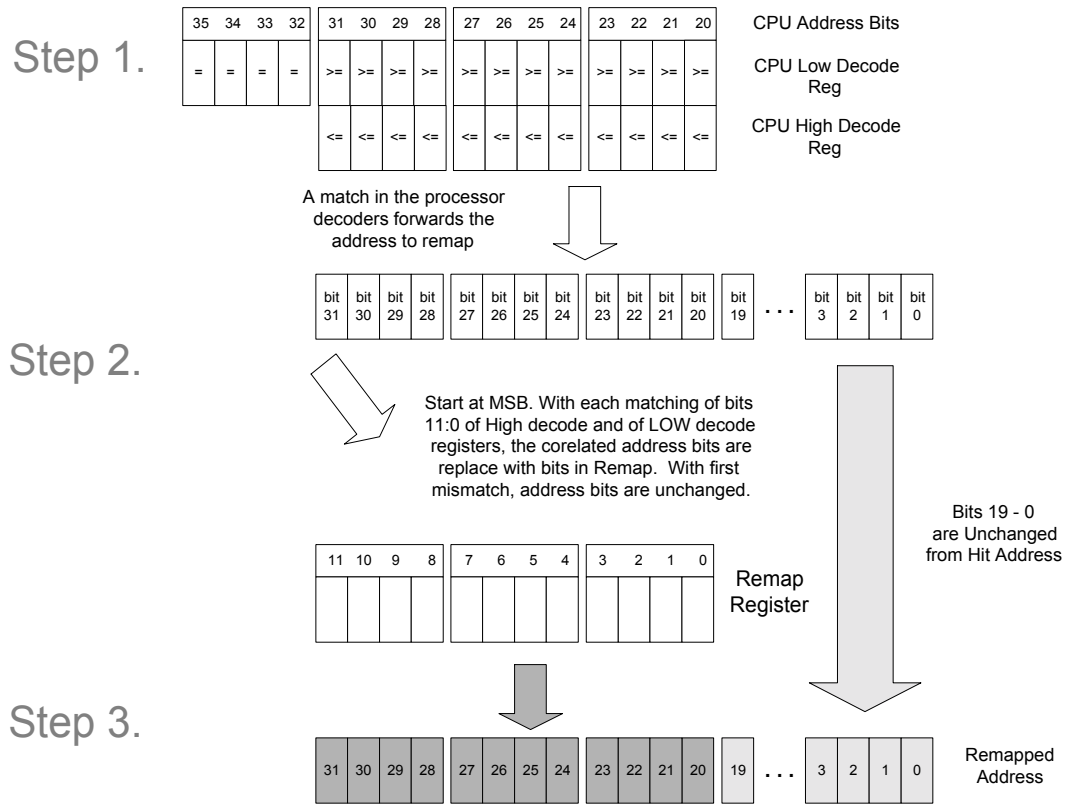 Step 1.
35 34 33 32 31 30 29 28 27 26 25 24 23 22 21 20 CPU Address Bits
= = = = >= >= >= >= >= >= >= >= >= >= >= >= CPU Low Decode
Reg
<= <= <= <= <= <= <= <= <= <= <= <= CPU High Decode
Reg
A match in the processor
decoders forwards the
address to remap
bit bit bit bit bit bit bit bit bit bit bit bit bit bit bit bit bit
31 30 29 28 27 26 25 24 23 22 21 20 19 . . . 3 2 1 0
Step 2.
Start at MSB. With each matching of bits
11:0 of High decode and of LOW decode
registers, the corelated address bits are
replace with bits in Remap. With first
mismatch, address bits are unchanged.
Bits 19 - 0
are Unchanged
from Hit Address
11 10 9 8 7 6 5 4 3 2 1 0
Remap
Register
Step 3.
31 30 29 28 27 26 25 24 23 22 21 20 19 . . . 3 2 1 0
Remapped
Address